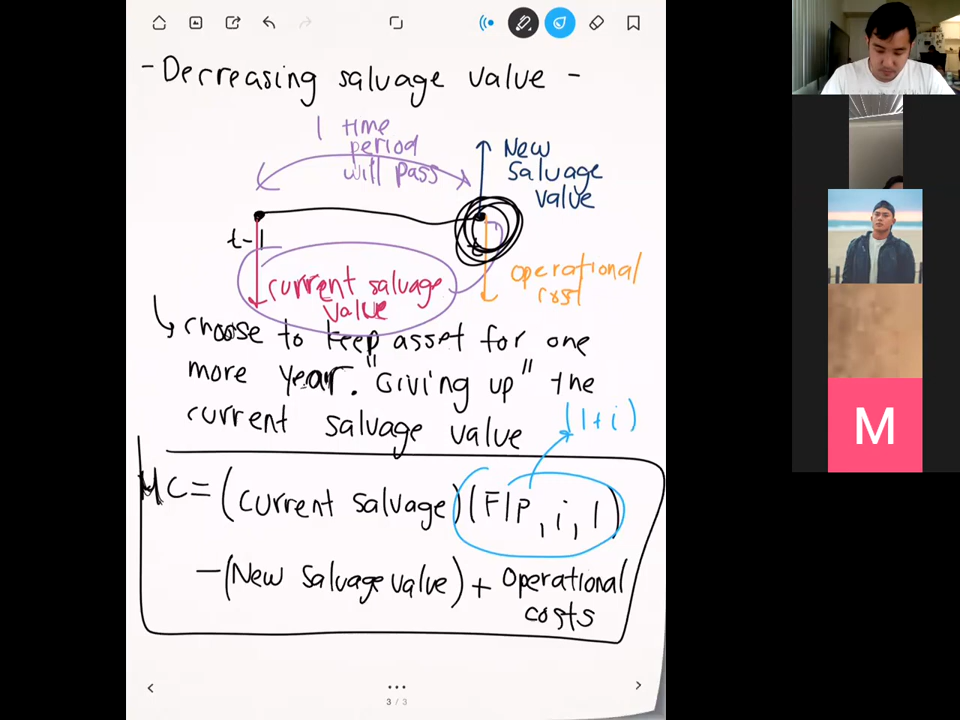 - Decreasing salvage value -
1 time
period
will pass
New
salvage
value
t-1
t
current salvage
value
operational
cost
choose to keep asset for one
more year. "Giving up" the
current salvage value
(1+i)
MC = (current salvage)(F|P, i, 1)
- (New salvage value) + Operational
costs
3 / 3
M